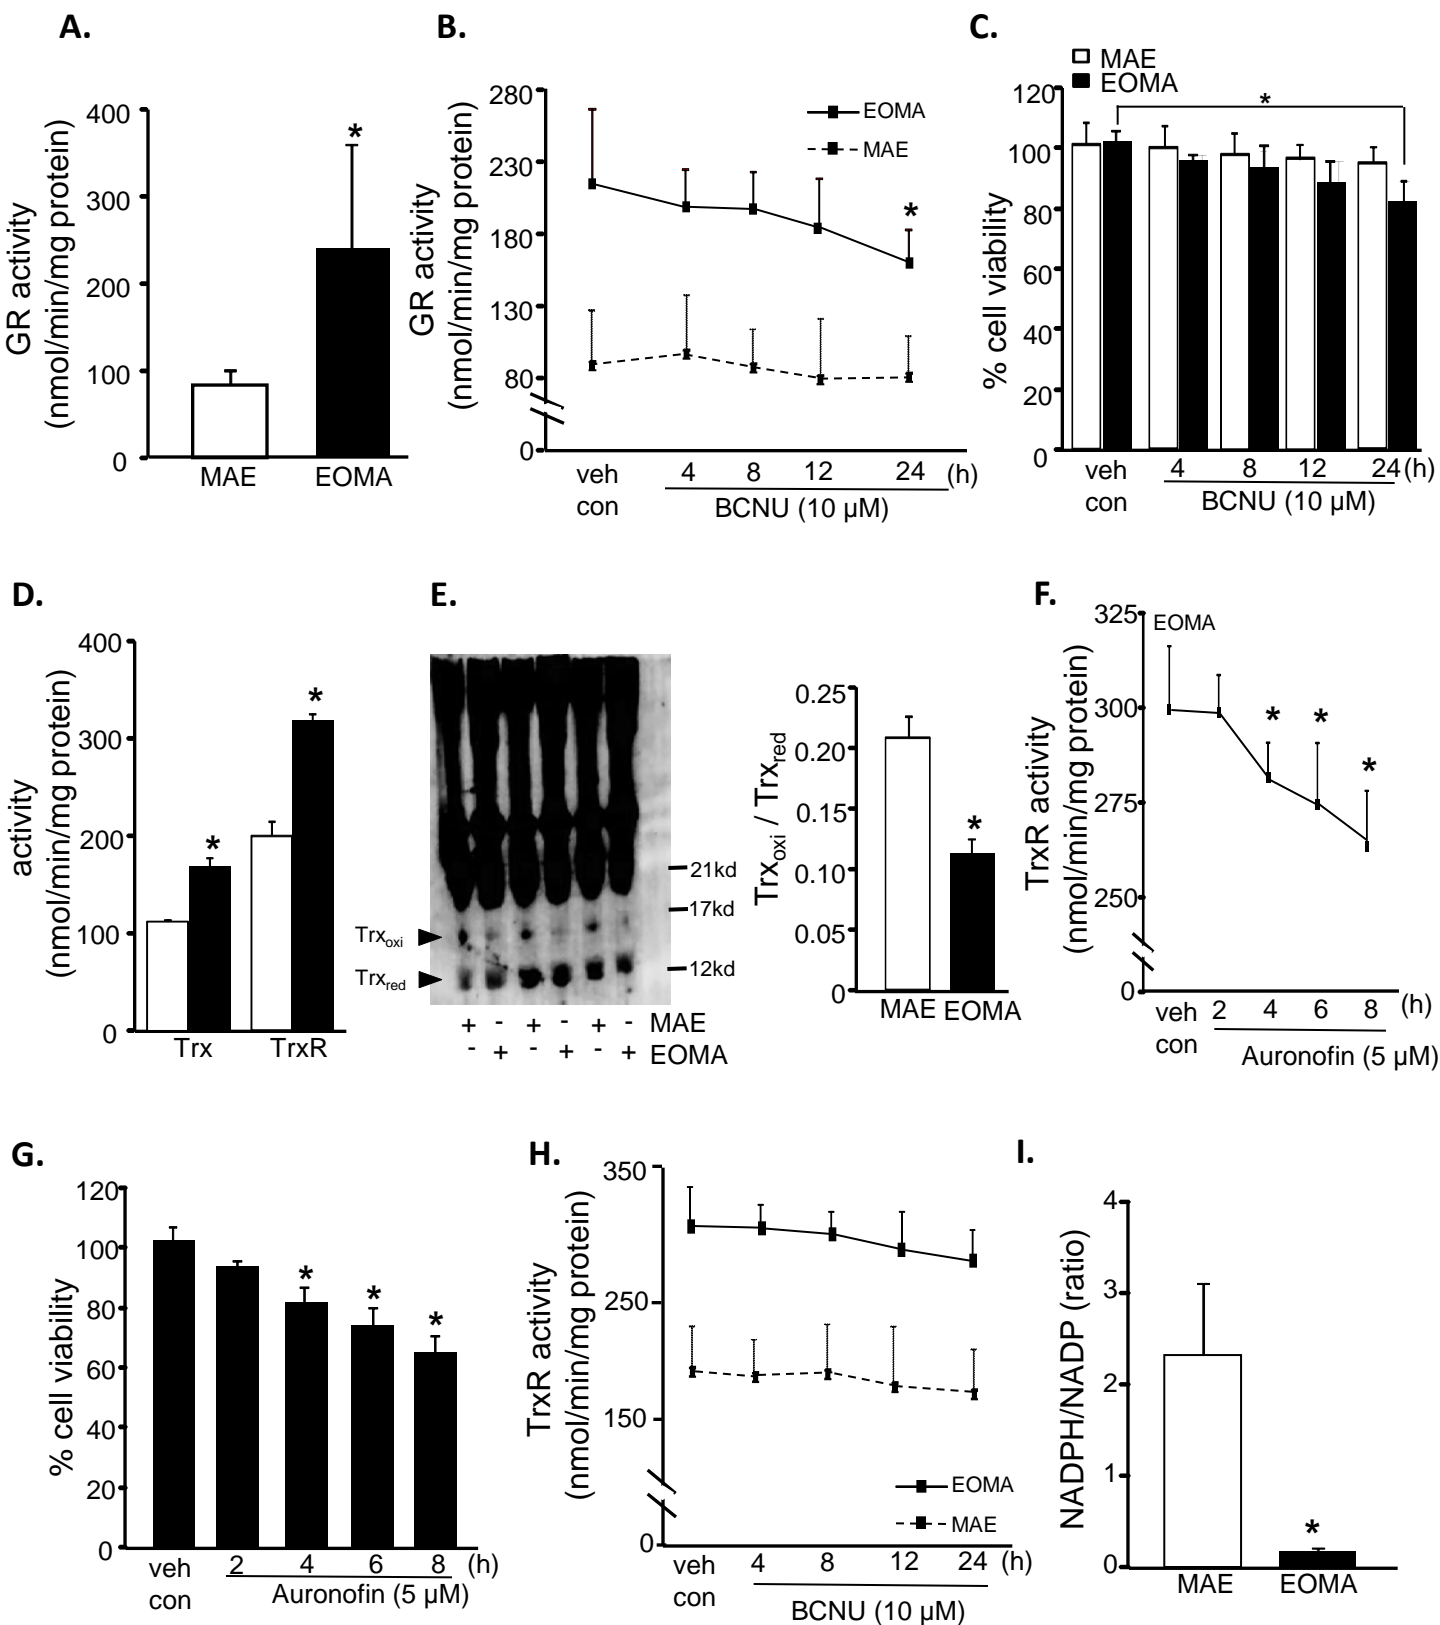 A.
GR activity
(nmol/min/mg protein)
400
300
200
100
0
*
MAE
EOMA
B.
GR activity
(nmol/min/mg protein)
280
230
180
130
80
0
EOMA
MAE
*
veh
con
4
8
12
24
(h)
BCNU (10 µM)
C.
MAE
EOMA
% cell viability
120
100
80
60
40
20
0
*
veh
con
4
8
12
24
(h)
BCNU (10 µM)
D.
activity
(nmol/min/mg protein)
400
300
200
100
0
*
*
Trx
TrxR
E.
21kd
17kd
12kd
Trxoxi
Trxred
+ - + - + - MAE
- + - + - + EOMA
Trxoxi / Trxred
0.25
0.20
0.15
0.10
0.05
0
*
MAE
EOMA
F.
TrxR activity
(nmol/min/mg protein)
325
300
275
250
0
EOMA
* * *
veh
con
2
4
6
8
(h)
Auronofin (5 µM)
G.
% cell viability
120
100
80
60
40
20
0
* * *
veh
con
2
4
6
8
(h)
Auronofin (5 µM)
H.
TrxR activity
(nmol/min/mg protein)
350
250
150
0
EOMA
MAE
veh
con
4
8
12
24
(h)
BCNU (10 µM)
I.
NADPH/NADP (ratio)
4
3
2
1
0
*
MAE
EOMA